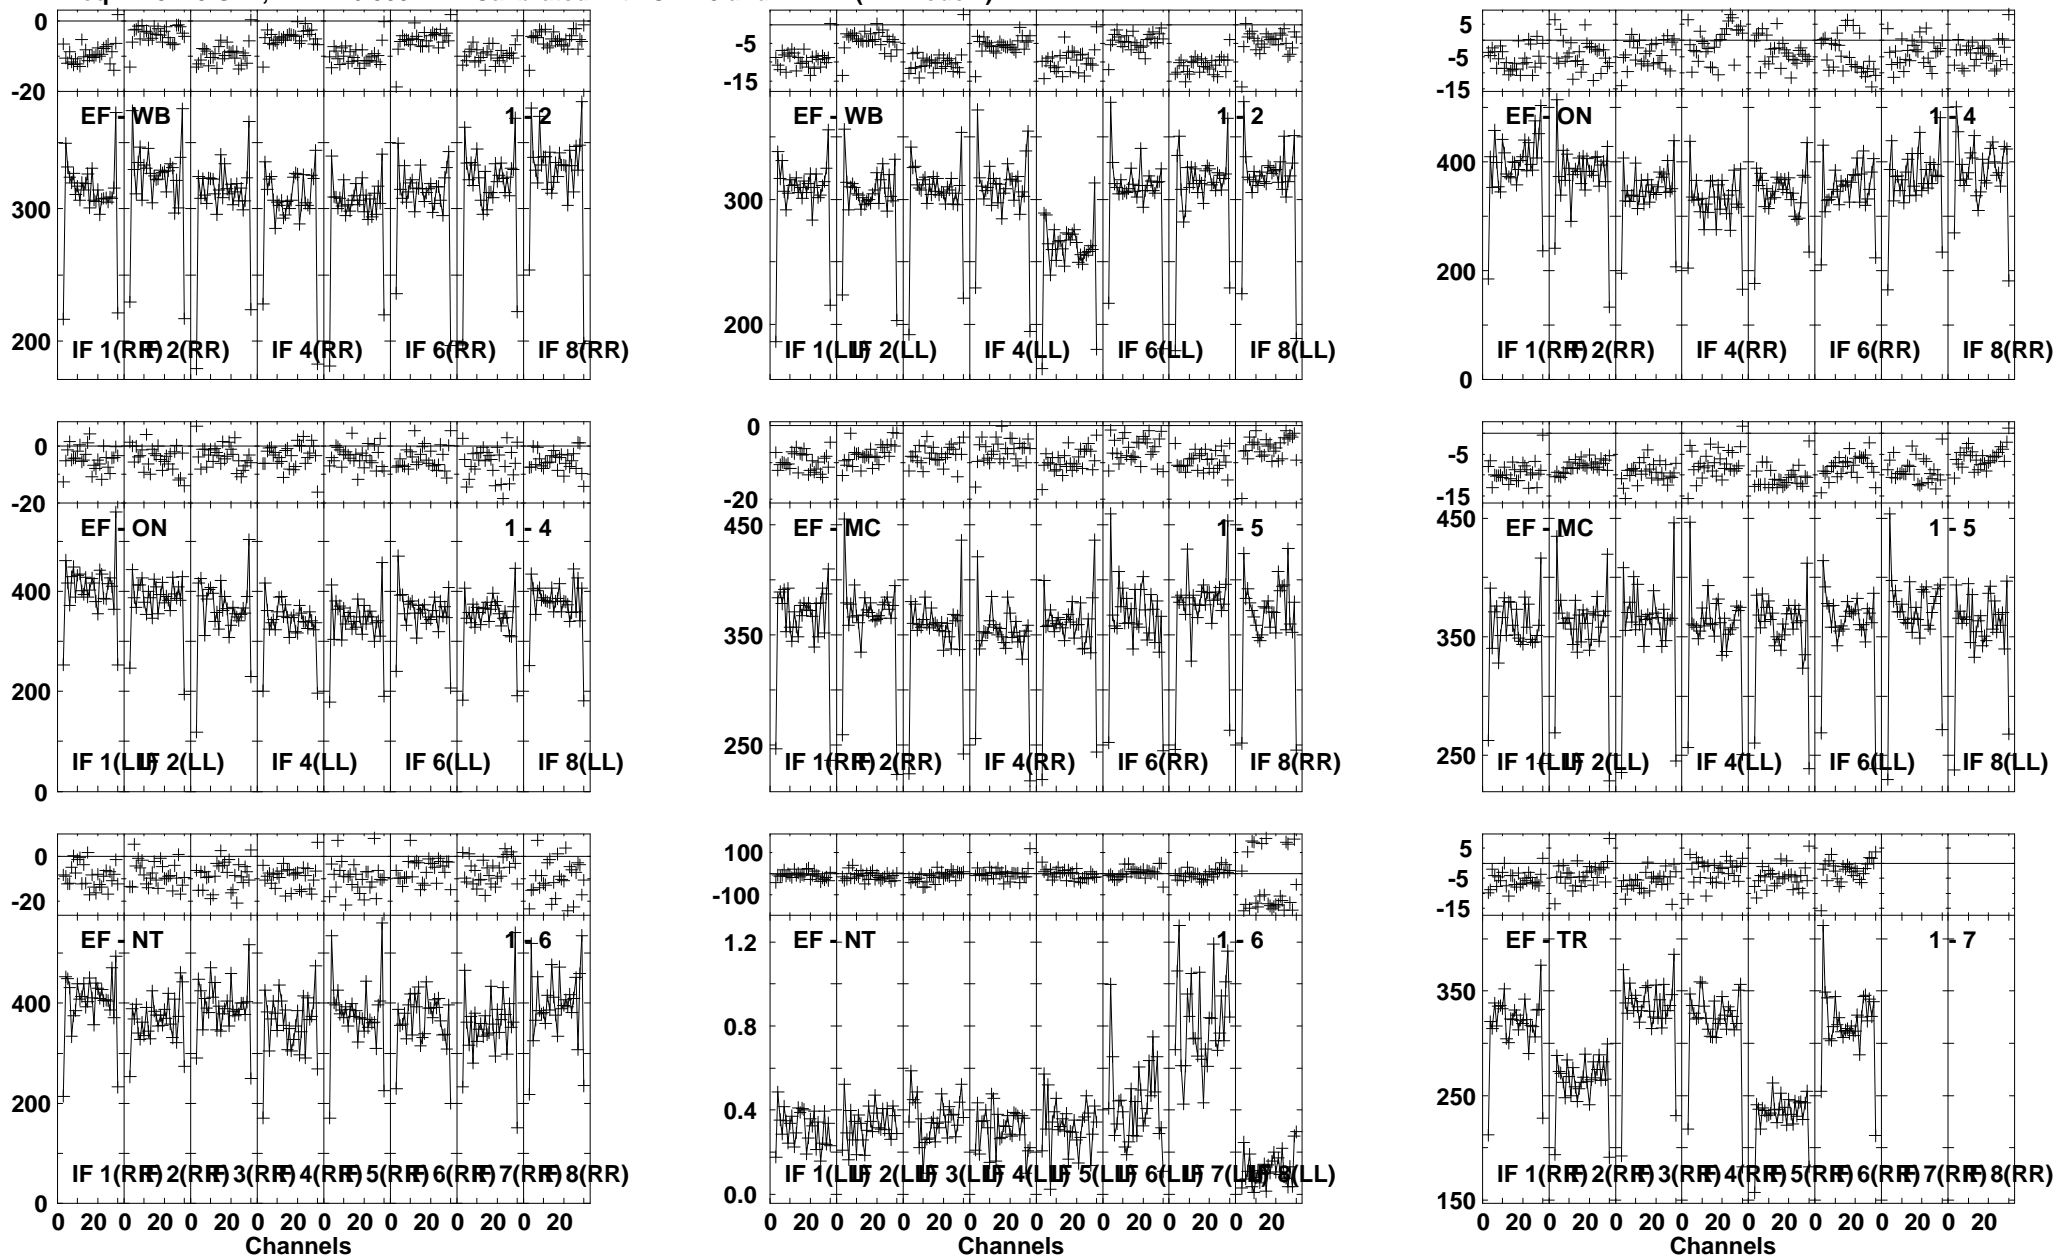 0
-20
EF - WB
1 - 2
300
200
IF 1(RR)
IF 2(RR)
IF 4(RR)
IF 6(RR)
IF 8(RR)
-5
-15
EF - WB
1 - 2
300
200
IF 1(LL)
IF 2(LL)
IF 4(LL)
IF 6(LL)
IF 8(LL)
5
-5
-15
EF - ON
1 - 4
400
200
0
IF 1(RR)
IF 2(RR)
IF 4(RR)
IF 6(RR)
IF 8(RR)
0
-20
EF - ON
1 - 4
400
200
0
IF 1(LL)
IF 2(LL)
IF 4(LL)
IF 6(LL)
IF 8(LL)
0
-20
450
EF - MC
1 - 5
350
250
IF 1(RR)
IF 2(RR)
IF 4(RR)
IF 6(RR)
IF 8(RR)
-5
-15
450
EF - MC
1 - 5
350
250
IF 1(LL)
IF 2(LL)
IF 4(LL)
IF 6(LL)
IF 8(LL)
0
-20
EF - NT
1 - 6
400
200
0
IF 1(RR)
IF 2(RR)
IF 3(RR)
IF 4(RR)
IF 5(RR)
IF 6(RR)
IF 7(RR)
IF 8(RR)
0 20 0 20 0 20 0 20 0 20 0 20 0 20 0 20
Channels
100
-100
1.2
EF - NT
1 - 6
0.8
0.4
0.0
IF 1(LL)
IF 2(LL)
IF 3(LL)
IF 4(LL)
IF 5(LL)
IF 6(LL)
IF 7(LL)
IF 8(LL)
0 20 0 20 0 20 0 20 0 20 0 20 0 20 0 20
Channels
5
-5
-15
EF - TR
1 - 7
350
250
150
IF 1(RR)
IF 2(RR)
IF 3(RR)
IF 4(RR)
IF 5(RR)
IF 6(RR)
IF 7(RR)
IF 8(RR)
0 20 0 20 0 20 0 20 0 20 0 20 0 20 0 20
Channels